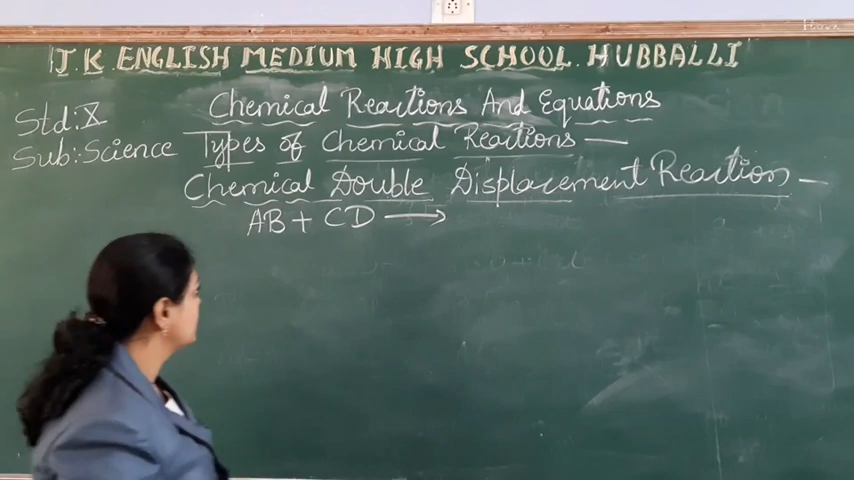 J.K ENGLISH MEDIUM HIGH SCHOOL. HUBBALLI
Chemical Reactions And Equations
Std:X
Types of Chemical Reactions —
Sub:Science
Chemical Double Displacement Reaction —
AB + CD ⟶